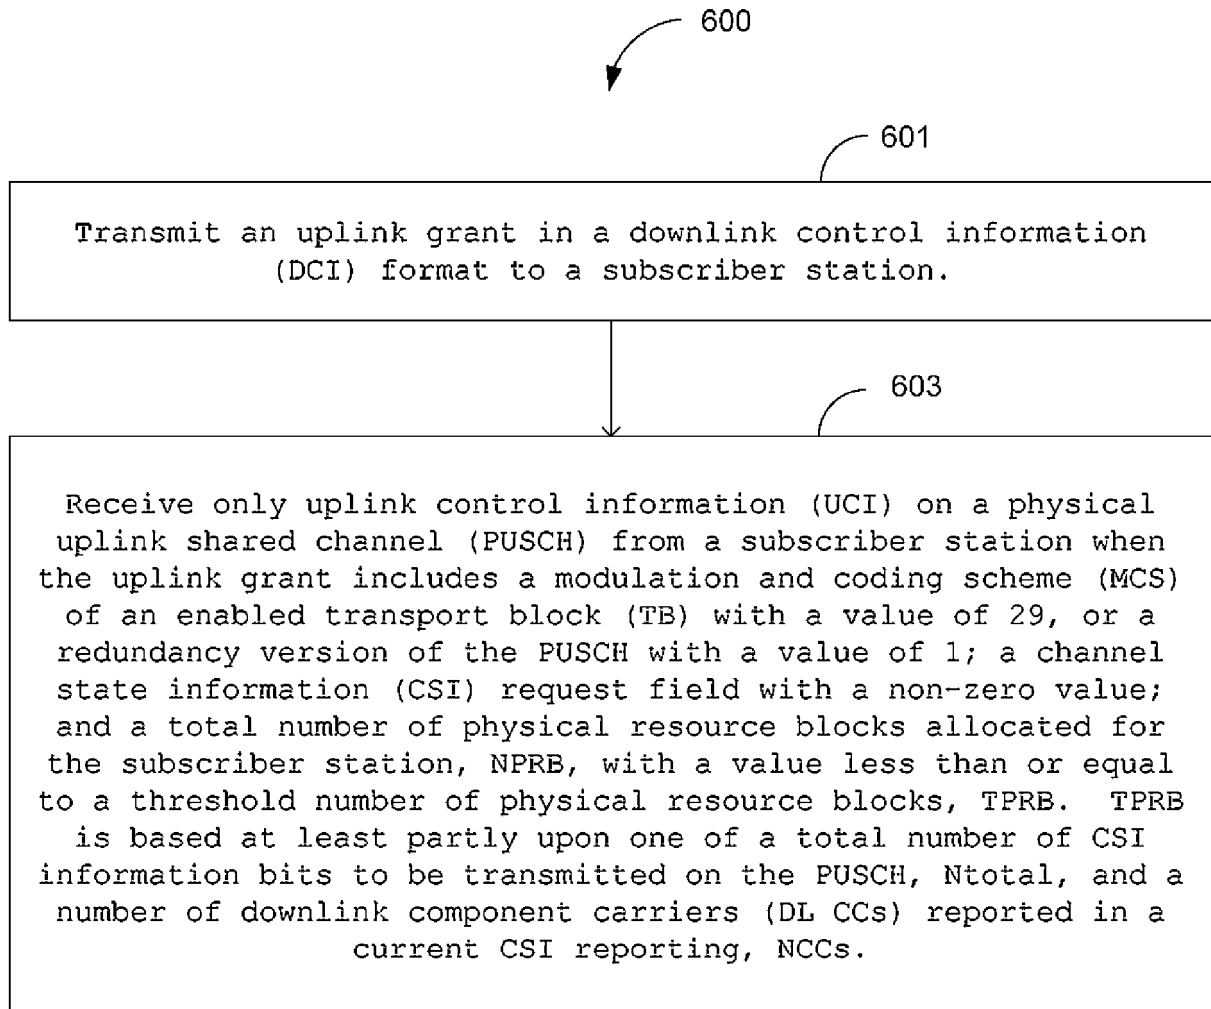 600
601
Transmit an uplink grant in a downlink control information
(DCI) format to a subscriber station.
603
Receive only uplink control information (UCI) on a physical
uplink shared channel (PUSCH) from a subscriber station when
the uplink grant includes a modulation and coding scheme (MCS)
of an enabled transport block (TB) with a value of 29, or a
redundancy version of the PUSCH with a value of 1; a channel
state information (CSI) request field with a non-zero value;
and a total number of physical resource blocks allocated for
the subscriber station, NPRB, with a value less than or equal
to a threshold number of physical resource blocks, TPRB. TPRB
is based at least partly upon one of a total number of CSI
information bits to be transmitted on the PUSCH, Ntotal, and a
number of downlink component carriers (DL CCs) reported in a
current CSI reporting, NCCs.